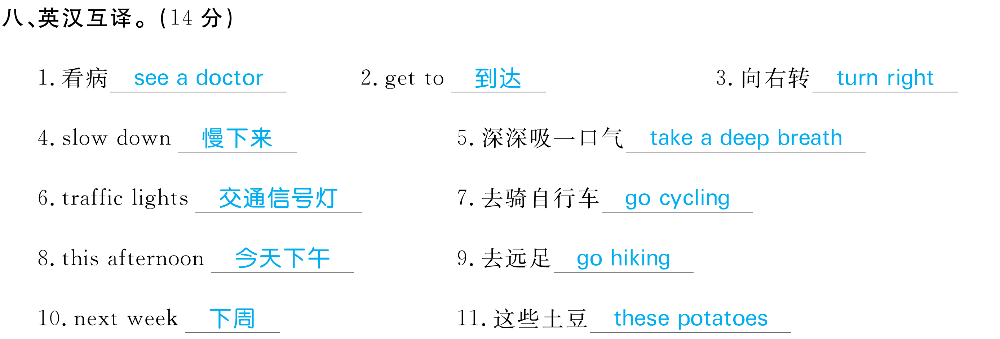 八、英汉互译。(14 分)
1. 看病 see a doctor 2. get to 到达 3. 向右转 turn right
4. slow down 慢下来 5. 深深吸一口气 take a deep breath
6. traffic lights 交通信号灯 7. 去骑自行车 go cycling
8. this afternoon 今天下午 9. 去远足 go hiking
10. next week 下周 11. 这些土豆 these potatoes